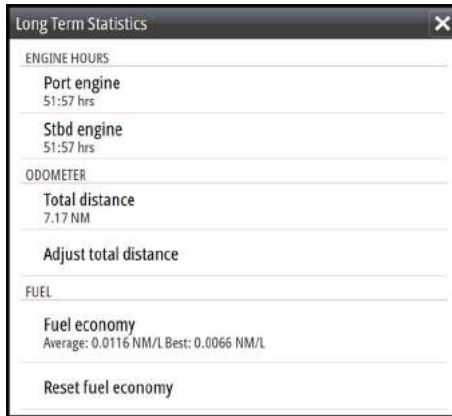 Long Term Statistics
ENGINE HOURS
Port engine
51:57 hrs
Stbd engine
51:57 hrs
ODOMETER
Total distance
7.17 NM
Adjust total distance
FUEL
Fuel economy
Average: 0.0116 NM/L Best: 0.0066 NM/L
Reset fuel economy